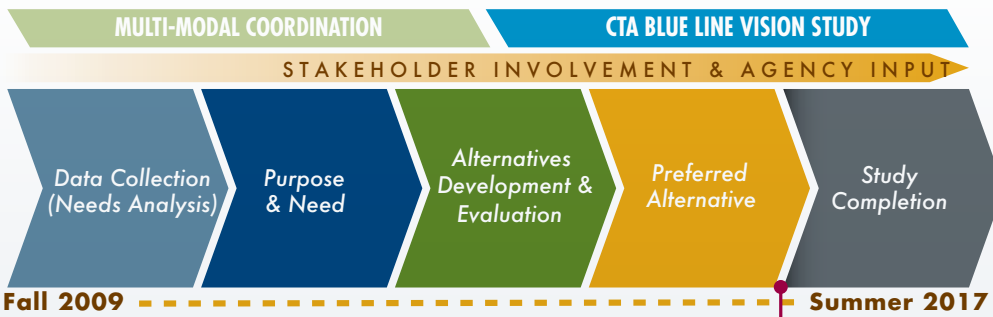 MULTI-MODAL COORDINATION
CTA BLUE LINE VISION STUDY
STAKEHOLDER INVOLVEMENT & AGENCY INPUT
Data Collection
(Needs Analysis)
Purpose
& Need
Alternatives
Development &
Evaluation
Preferred
Alternative
Study
Completion
Fall 2009
Summer 2017